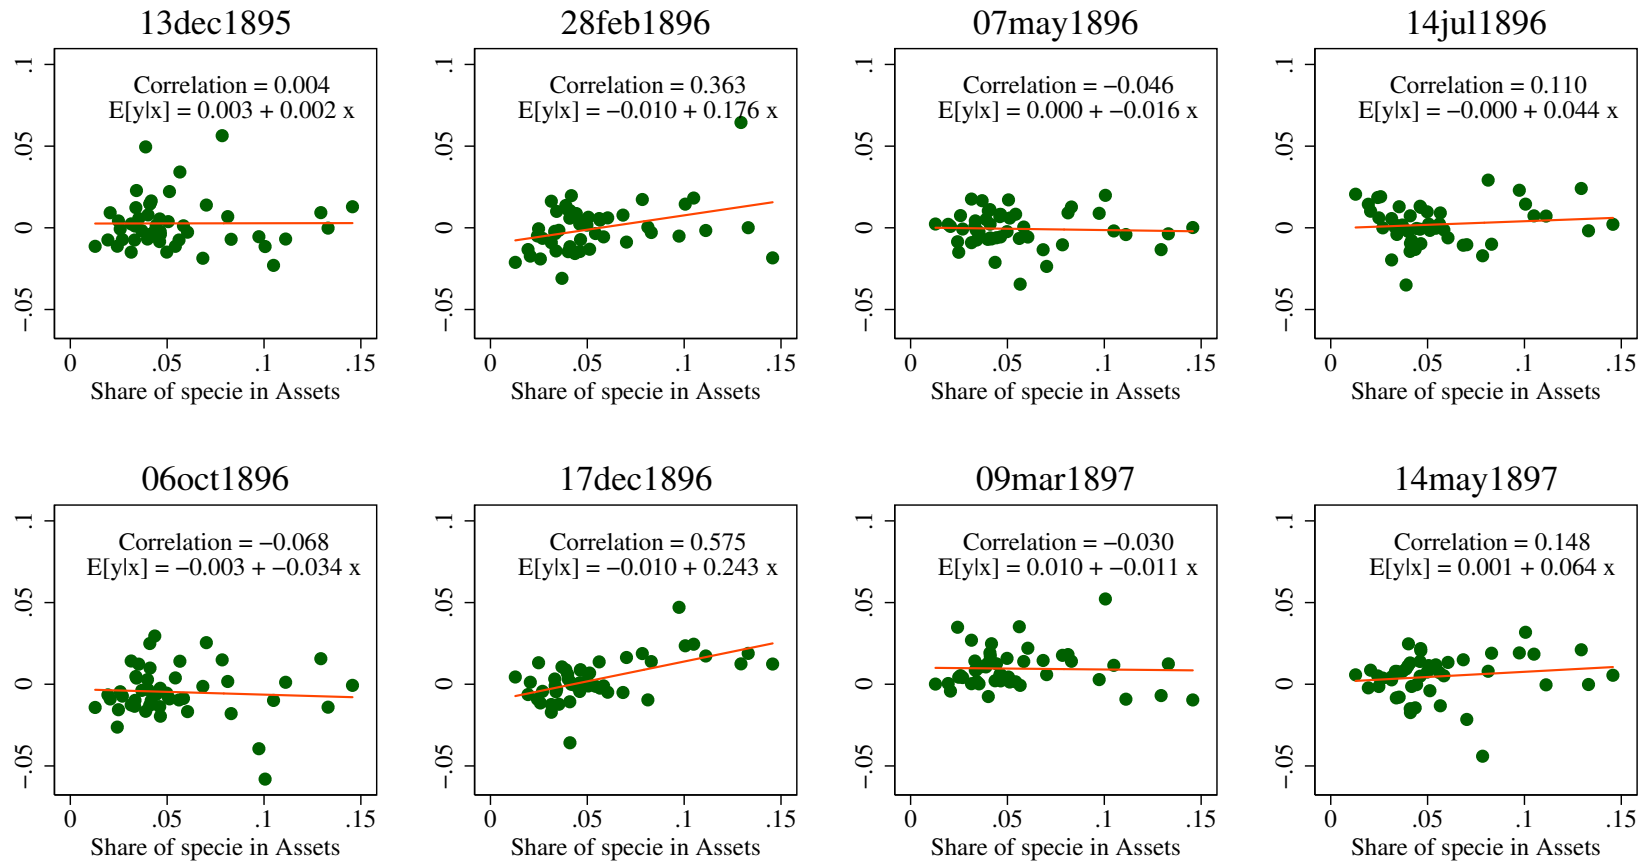 13dec1895
Correlation = 0.004
E[y|x] = 0.003 + 0.002 x
.1
.05
0
−.05
0 .05 .1 .15
Share of specie in Assets
28feb1896
Correlation = 0.363
E[y|x] = −0.010 + 0.176 x
.1
.05
0
−.05
0 .05 .1 .15
Share of specie in Assets
07may1896
Correlation = −0.046
E[y|x] = 0.000 + −0.016 x
.1
.05
0
−.05
0 .05 .1 .15
Share of specie in Assets
14jul1896
Correlation = 0.110
E[y|x] = −0.000 + 0.044 x
.1
.05
0
−.05
0 .05 .1 .15
Share of specie in Assets
06oct1896
Correlation = −0.068
E[y|x] = −0.003 + −0.034 x
.1
.05
0
−.05
0 .05 .1 .15
Share of specie in Assets
17dec1896
Correlation = 0.575
E[y|x] = −0.010 + 0.243 x
.1
.05
0
−.05
0 .05 .1 .15
Share of specie in Assets
09mar1897
Correlation = −0.030
E[y|x] = 0.010 + −0.011 x
.1
.05
0
−.05
0 .05 .1 .15
Share of specie in Assets
14may1897
Correlation = 0.148
E[y|x] = 0.001 + 0.064 x
.1
.05
0
−.05
0 .05 .1 .15
Share of specie in Assets